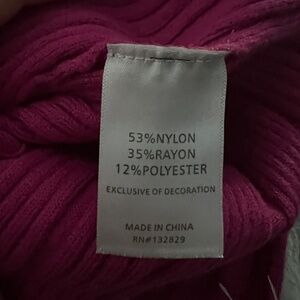 53%NYLON
35%RAYON
12%POLYESTER
EXCLUSIVE OF DECORATION
MADE IN CHINA
RN#132829